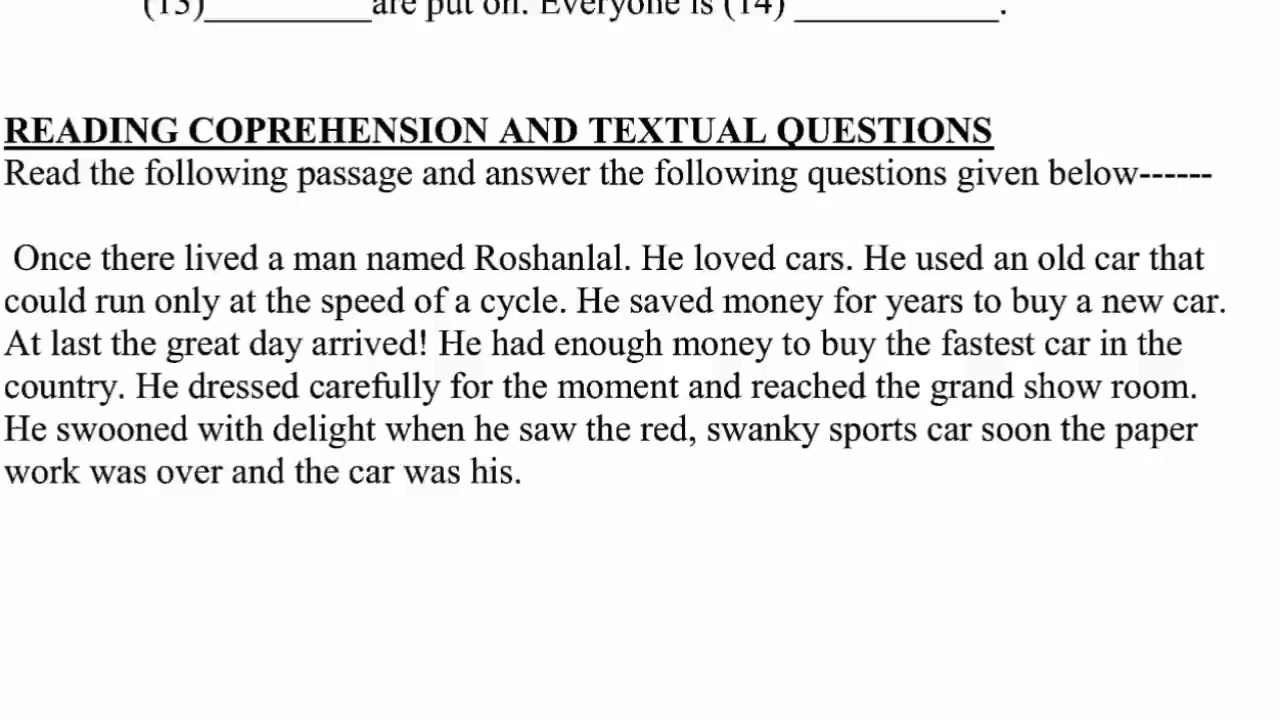 (13)__________are put on. Everyone is (14) ____________.
READING COPREHENSION AND TEXTUAL QUESTIONS
Read the following passage and answer the following questions given below------
Once there lived a man named Roshanlal. He loved cars. He used an old car that
could run only at the speed of a cycle. He saved money for years to buy a new car.
At last the great day arrived! He had enough money to buy the fastest car in the
country. He dressed carefully for the moment and reached the grand show room.
He swooned with delight when he saw the red, swanky sports car soon the paper
work was over and the car was his.